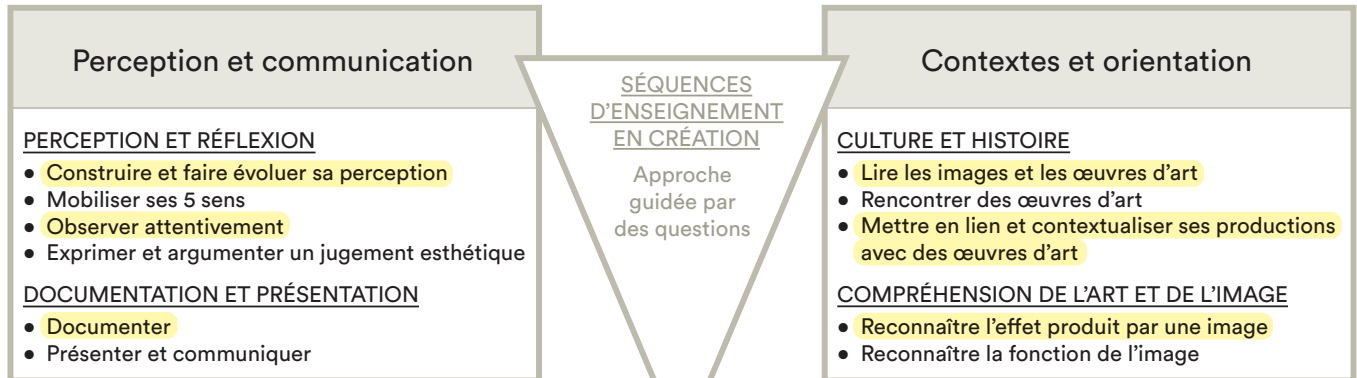 Perception et communication
PERCEPTION ET RÉFLEXION
• Construire et faire évoluer sa perception
• Mobiliser ses 5 sens
• Observer attentivement
• Exprimer et argumenter un jugement esthétique
DOCUMENTATION ET PRÉSENTATION
• Documenter
• Présenter et communiquer
SÉQUENCES
D’ENSEIGNEMENT
EN CRÉATION
Approche
guidée par
des questions
Contextes et orientation
CULTURE ET HISTOIRE
• Lire les images et les œuvres d’art
• Rencontrer des œuvres d’art
• Mettre en lien et contextualiser ses productions
avec des œuvres d’art
COMPRÉHENSION DE L’ART ET DE L’IMAGE
• Reconnaître l’effet produit par une image
• Reconnaître la fonction de l’image